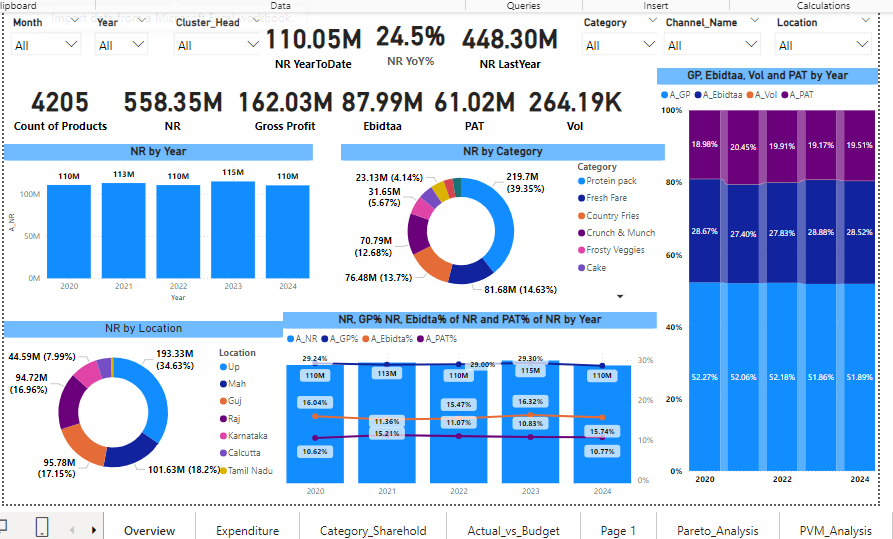 lipboard
Data
Queries
Insert
Calculations
Month
Year
Cluster_Head
All
All
All
110.05M
NR YearToDate
24.5%
NR YoY%
448.30M
NR LastYear
Category
Channel_Name
Location
All
All
All
4205
Count of Products
558.35M
NR
162.03M
Gross Profit
87.99M
Ebidtaa
61.02M
PAT
264.19K
Vol
GP, Ebidtaa, Vol and PAT by Year
A_GP A_Ebidtaa A_Vol A_PAT
100%
80%
60%
40%
20%
0%
18.98% 20.45% 19.91% 19.17% 19.51%
28.67% 27.40% 27.83% 28.88% 28.52%
52.27% 52.06% 52.18% 51.86% 51.89%
2020 2022 2024
NR by Year
A_NR
100M
50M
0M
110M 113M 110M 115M 110M
2020 2021 2022 2023 2024
Year
NR by Category
23.13M (4.14%)
31.65M
(5.67%)
70.79M
(12.68%)
76.48M (13.7%)
81.68M (14.63%)
219.7M
(39.35%)
Category
Protein pack
Fresh Fare
Country Fries
Crunch & Munch
Frosty Veggies
Cake
NR by Location
44.59M (7.99%)
94.72M
(16.96%)
95.78M
(17.15%)
101.63M (18.2%)
193.33M
(34.63%)
Location
Up
Mah
Guj
Raj
Karnataka
Calcutta
Tamil Nadu
NR, GP% NR, Ebidta% of NR and PAT% of NR by Year
A_NR A_GP% A_Ebidta% A_PAT%
29.24% 29.00% 29.30%
110M 113M 110M 115M 110M
16.04% 11.36% 15.47% 16.32% 15.74%
10.62% 15.21% 11.07% 10.83% 10.77%
30%
20%
10%
0%
2020 2021 2022 2023 2024
Overview
Expenditure
Category_Sharehold
Actual_vs_Budget
Page 1
Pareto_Analysis
PVM_Analysis